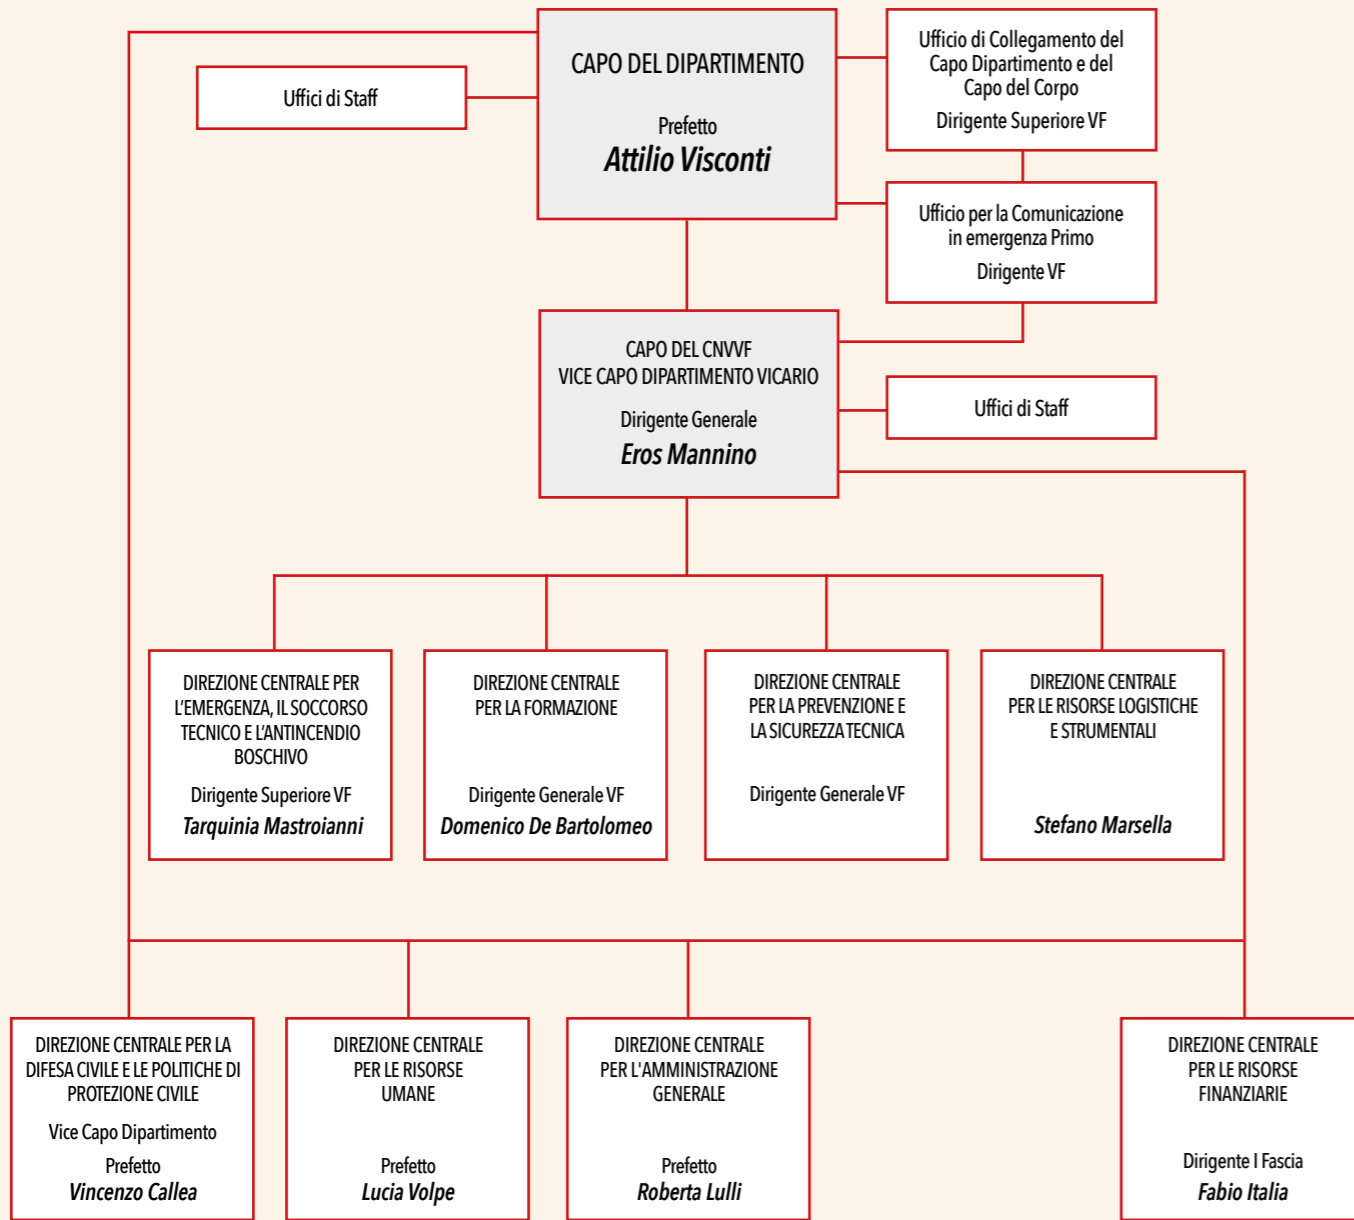 CAPO DEL DIPARTIMENTO
Prefetto
Attilio Visconti
Uffici di Staff
Ufficio di Collegamento del
Capo Dipartimento e del
Capo del Corpo
Dirigente Superiore VF
Ufficio per la Comunicazione
in emergenza Primo
Dirigente VF
CAPO DEL CNVVF
VICE CAPO DIPARTIMENTO VICARIO
Dirigente Generale
Eros Mannino
Uffici di Staff
DIREZIONE CENTRALE PER
L'EMERGENZA, IL SOCCORSO
TECNICO E L'ANTINCENDIO
BOSCHIVO
Dirigente Superiore VF
Tarquinia Mastroianni
DIREZIONE CENTRALE
PER LA FORMAZIONE
Dirigente Generale VF
Domenico De Bartolomeo
DIREZIONE CENTRALE
PER LA PREVENZIONE E
LA SICUREZZA TECNICA
Dirigente Generale VF
DIREZIONE CENTRALE
PER LE RISORSE LOGISTICHE
E STRUMENTALI
Stefano Marsella
DIREZIONE CENTRALE PER LA
DIFESA CIVILE E LE POLITICHE DI
PROTEZIONE CIVILE
Vice Capo Dipartimento
Prefetto
Vincenzo Callea
DIREZIONE CENTRALE
PER LE RISORSE
UMANE
Prefetto
Lucia Volpe
DIREZIONE CENTRALE
PER L'AMMINISTRAZIONE
GENERALE
Prefetto
Roberta Lulli
DIREZIONE CENTRALE
PER LE RISORSE
FINANZIARIE
Dirigente I Fascia
Fabio Italia